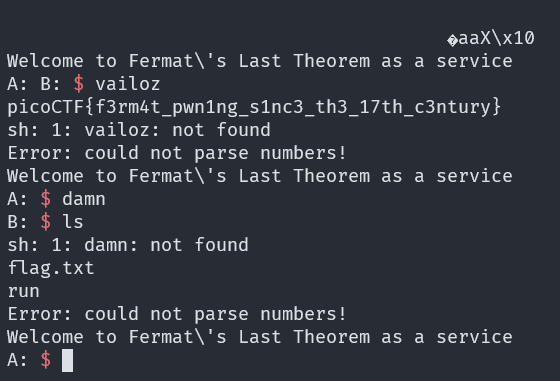 �aaX\x10
Welcome to Fermat\'s Last Theorem as a service
A: B: $ vailoz
picoCTF{f3rm4t_pwn1ng_s1nc3_th3_17th_c3ntury}
sh: 1: vailoz: not found
Error: could not parse numbers!
Welcome to Fermat\'s Last Theorem as a service
A: $ damn
B: $ ls
sh: 1: damn: not found
flag.txt
run
Error: could not parse numbers!
Welcome to Fermat\'s Last Theorem as a service
A: $